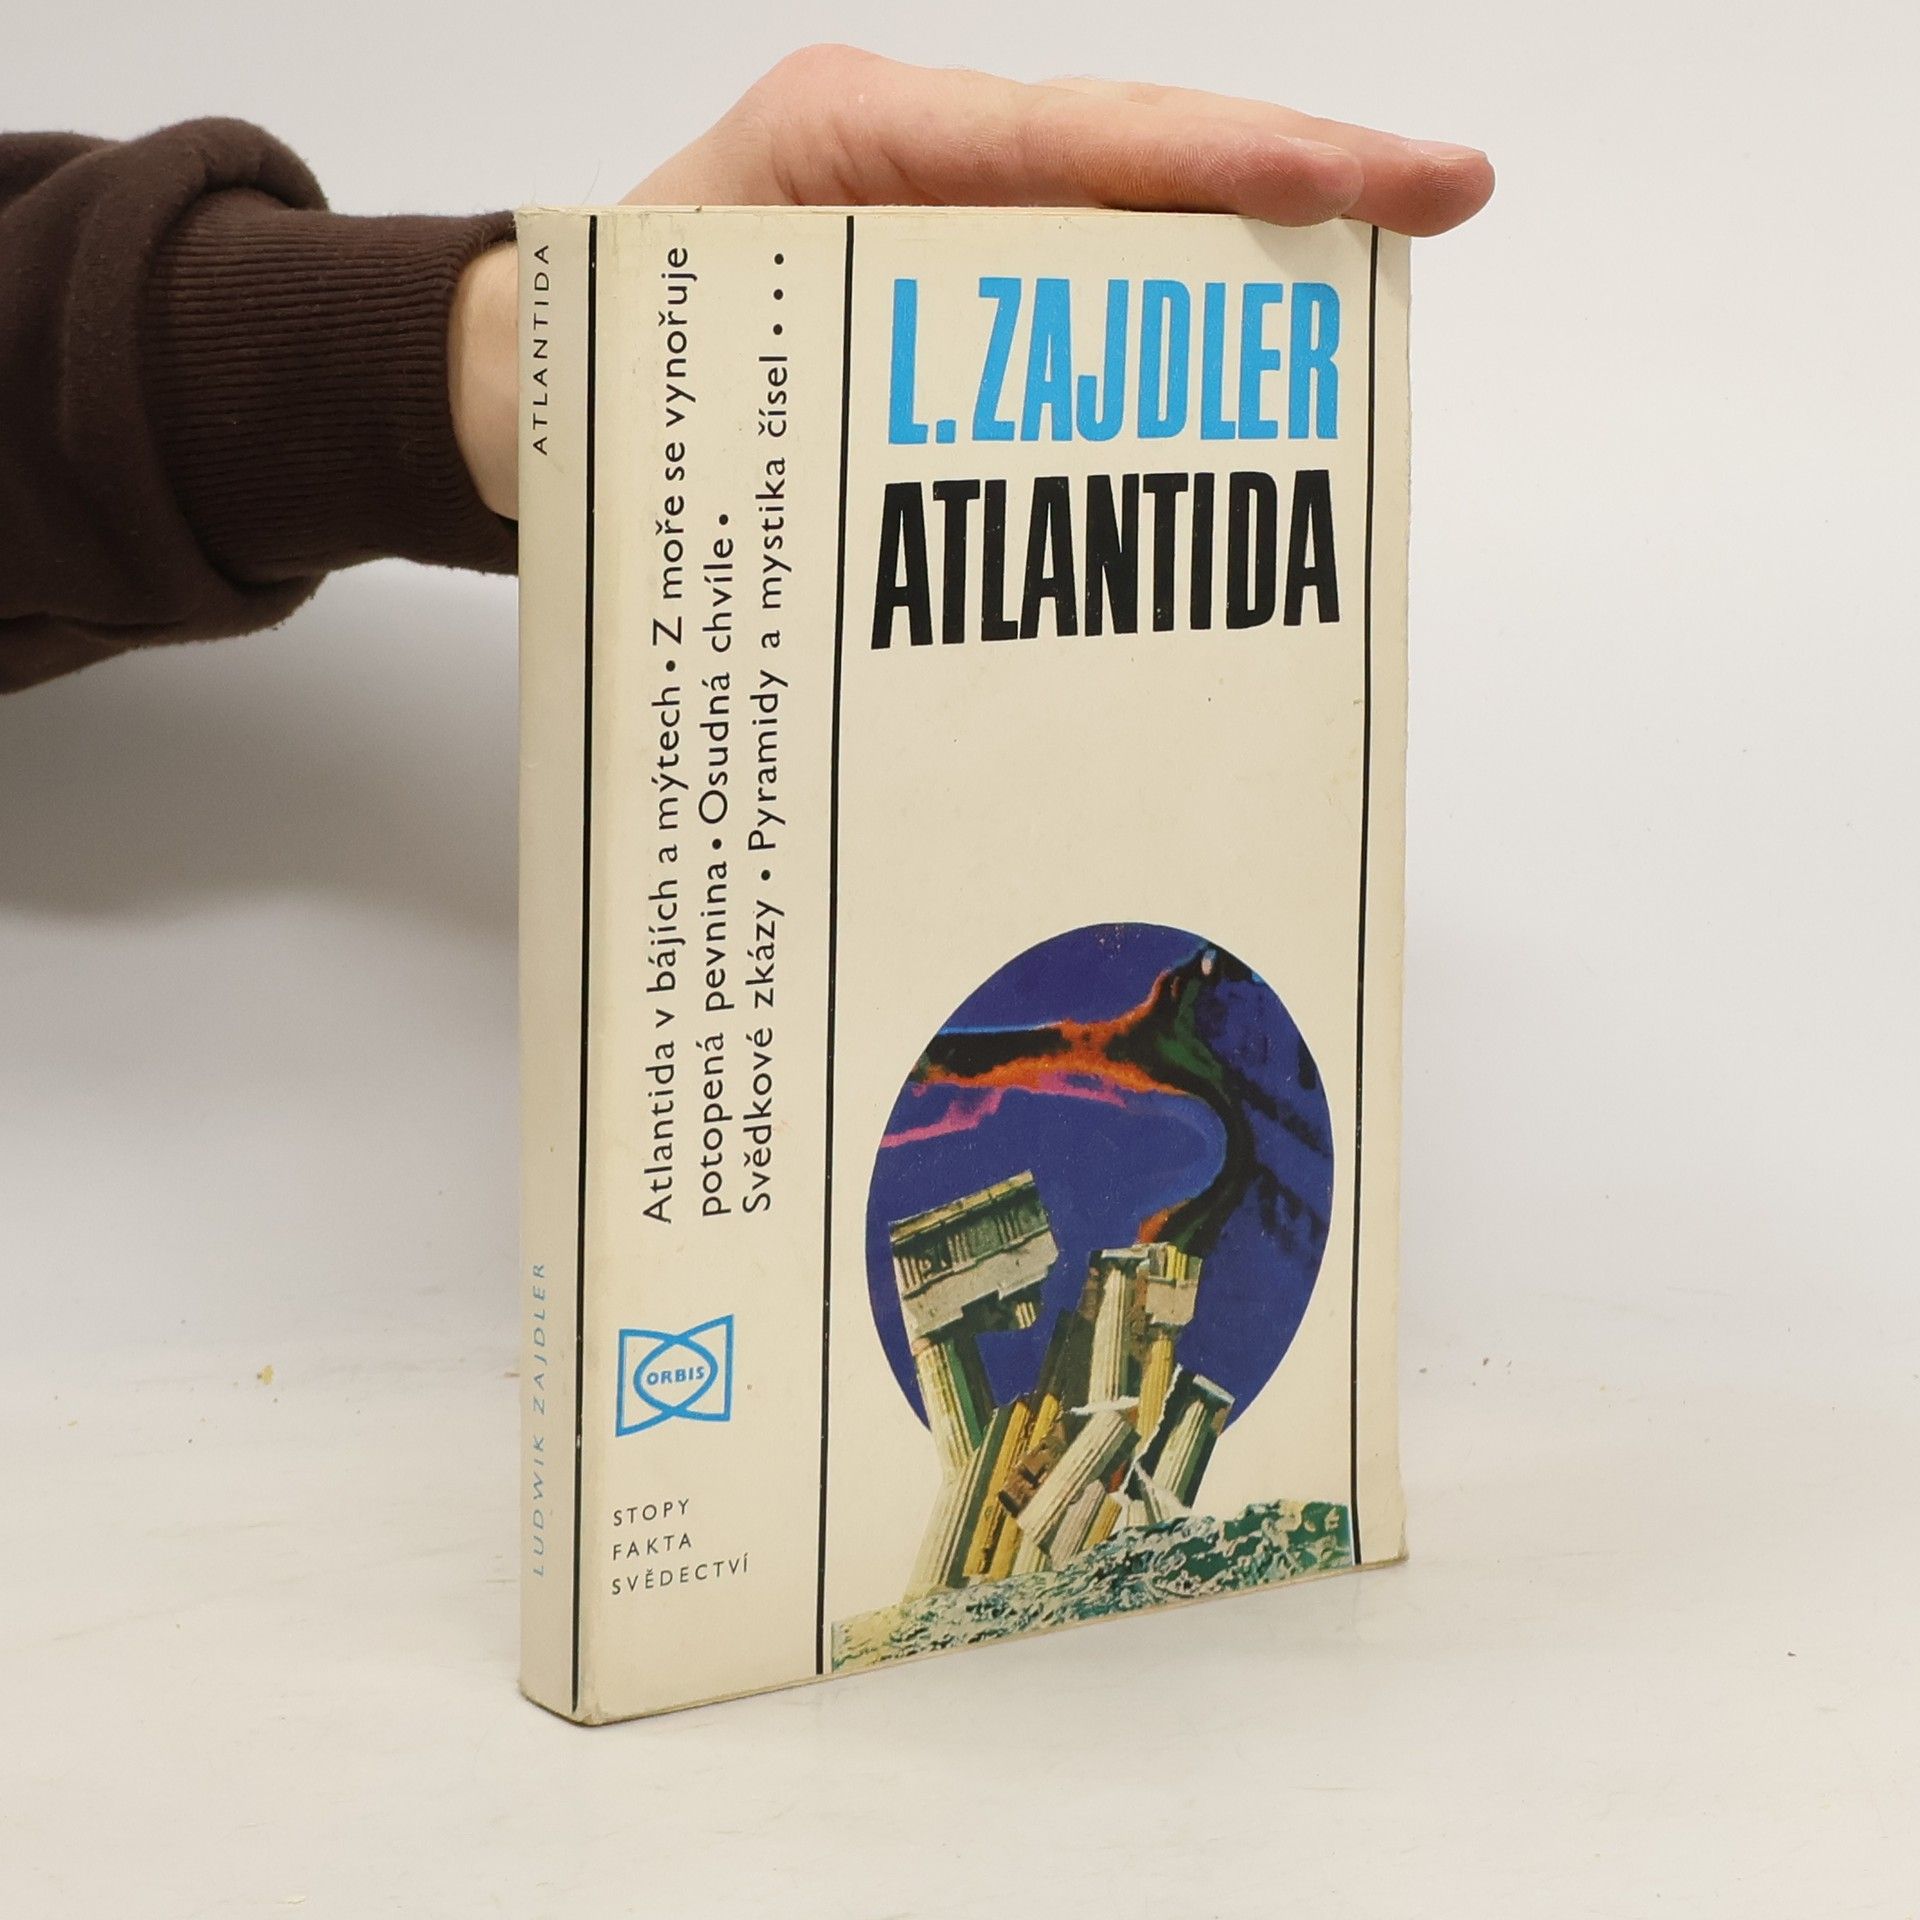 ATLANTIDA
LUDWIK ZAJDLER
Atlantida v bájích a mýtech • Z moře se vynořuje
potopená pevnina • Osudná chvíle •
Svědkové zkázy • Pyramidy a mystika čísel • • •
ORBIS
STOPY
FAKTA
SVĚDECTVÍ
L. ZAJDLER
ATLANTIDA